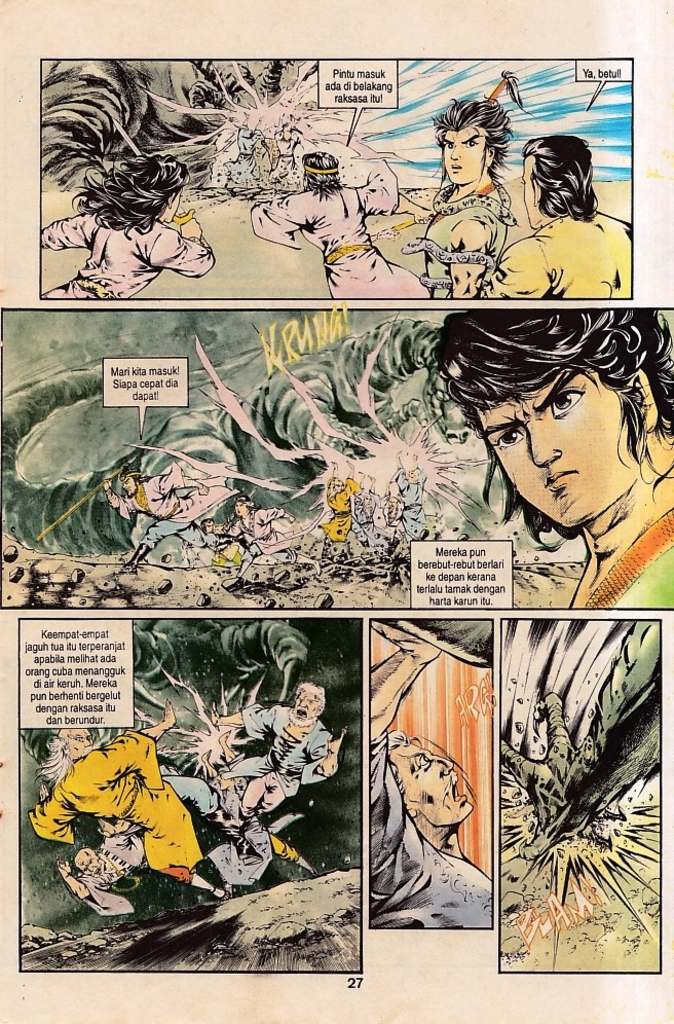 Pintu masuk
ada di belakang
raksasa itu!
Ya, betul!
KRUNG!
Mari kita masuk!
Siapa cepat dia
dapat!
Mereka pun
berebut-rebut berlari
ke depan kerana
terlalu tamak dengan
harta karun itu.
Keempat-empat
jaguh tua itu terperanjat
apabila melihat ada
orang cuba menangguk
di air keruh. Mereka
pun berhenti bergelut
dengan raksasa itu
dan berundur.
ARG!
BLAM!
27